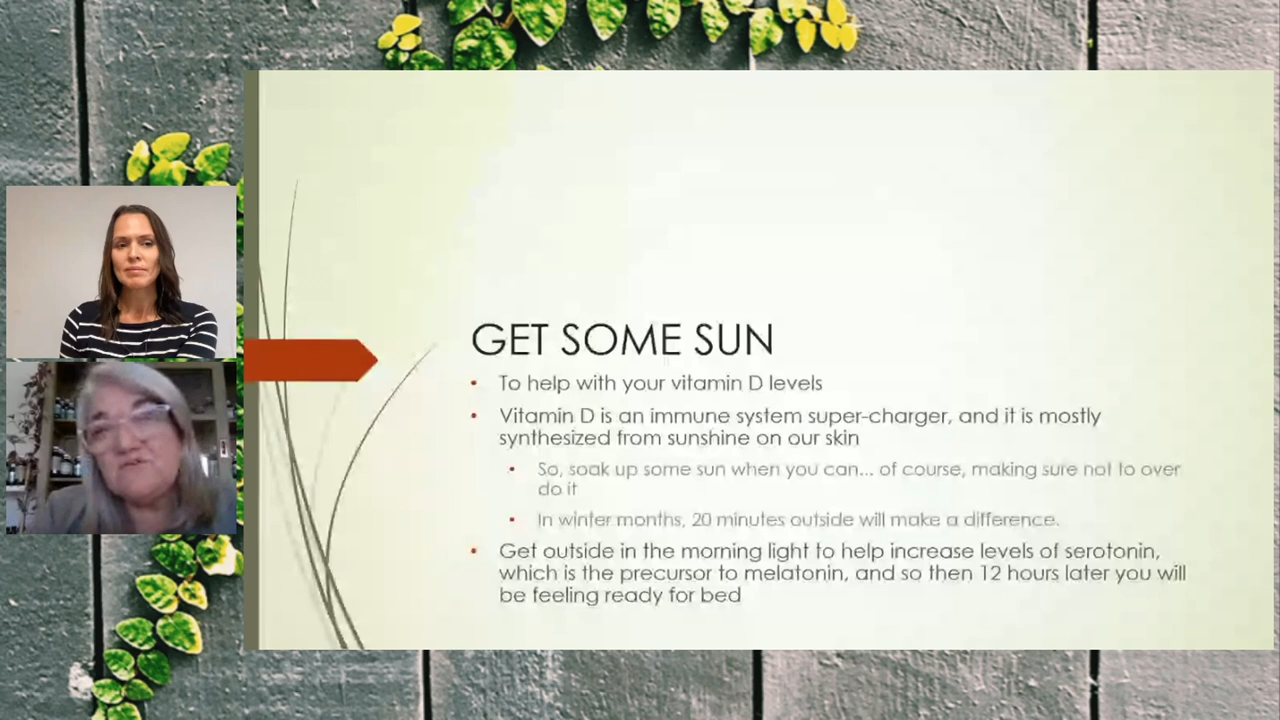 GET SOME SUN
To help with your vitamin D levels
Vitamin D is an immune system super-charger, and it is mostly
synthesized from sunshine on our skin
So, soak up some sun when you can... of course, making sure not to over
do it
In winter months, 20 minutes outside will make a difference.
Get outside in the morning light to help increase levels of serotonin,
which is the precursor to melatonin, and so then 12 hours later you will
be feeling ready for bed